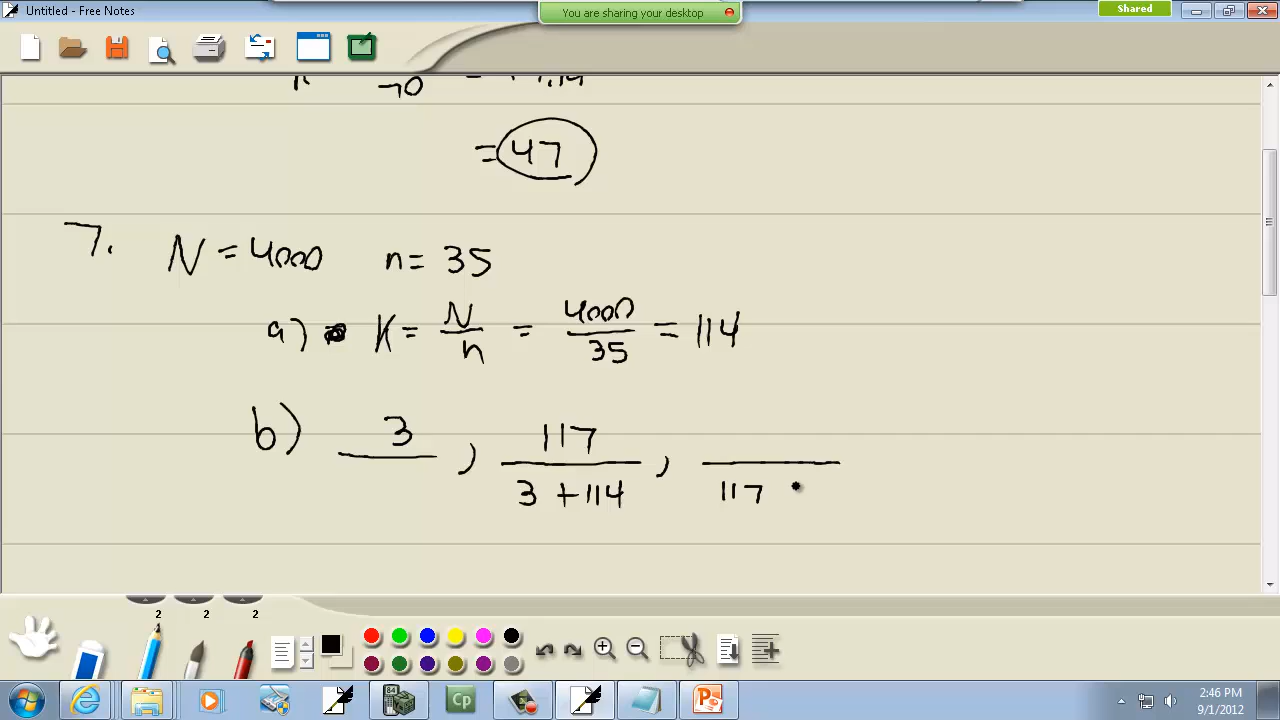 Untitled - Free Notes
You are sharing your desktop
Shared
= 47
7. N = 4000 n = 35
a) K = N/n = 4000/35 = 114
b) 3 , 117 ,
3 + 114 117
2 2 2
Cp
2:46 PM
9/1/2012